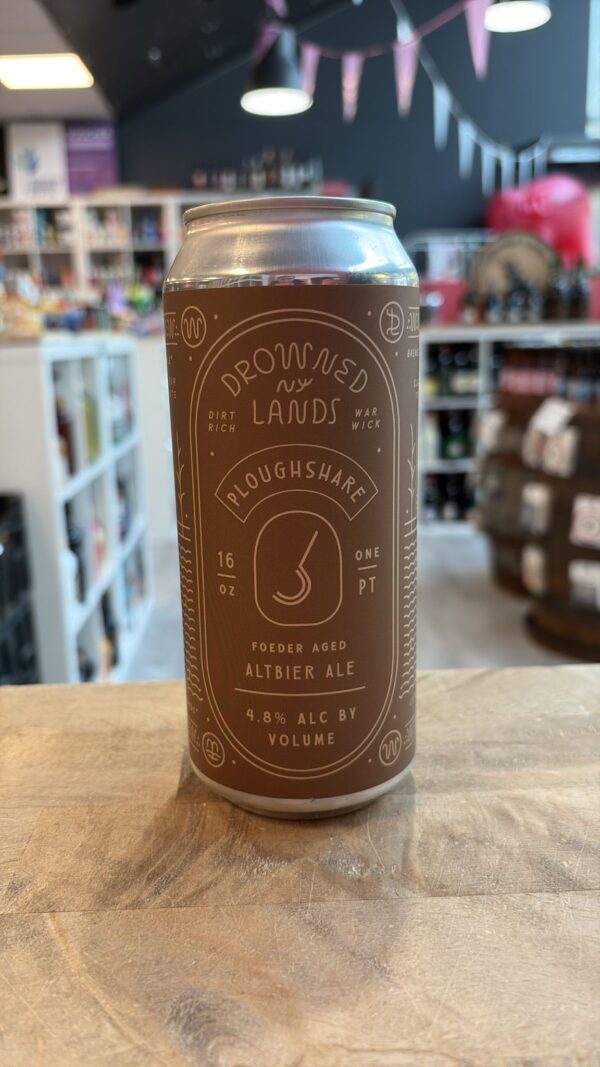 DROWNED
NY
LANDS
DIRT
RICH
WAR
WICK
PLOUGHSHARE
16
OZ
ONE
PT
FOEDER AGED
ALTBIER ALE
4.8% ALC BY
VOLUME